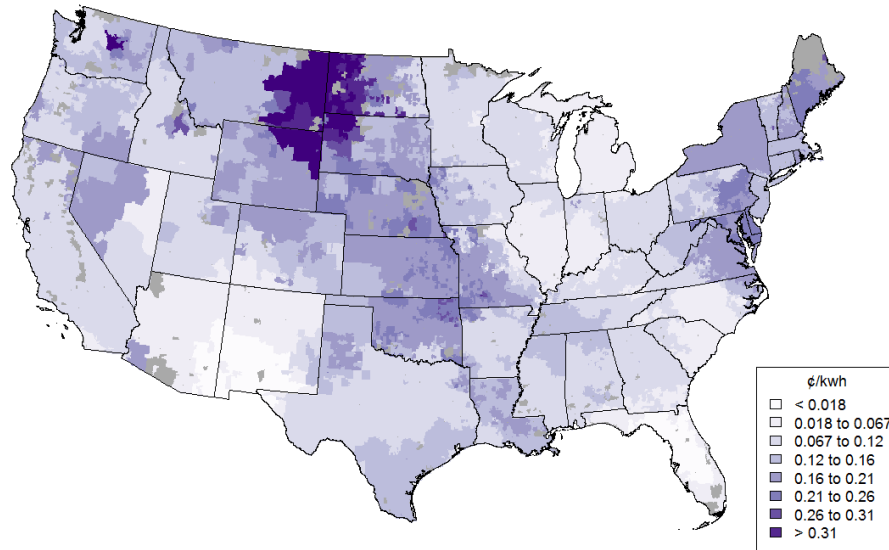 ¢/kwh
< 0.018
0.018 to 0.067
0.067 to 0.12
0.12 to 0.16
0.16 to 0.21
0.21 to 0.26
0.26 to 0.31
> 0.31